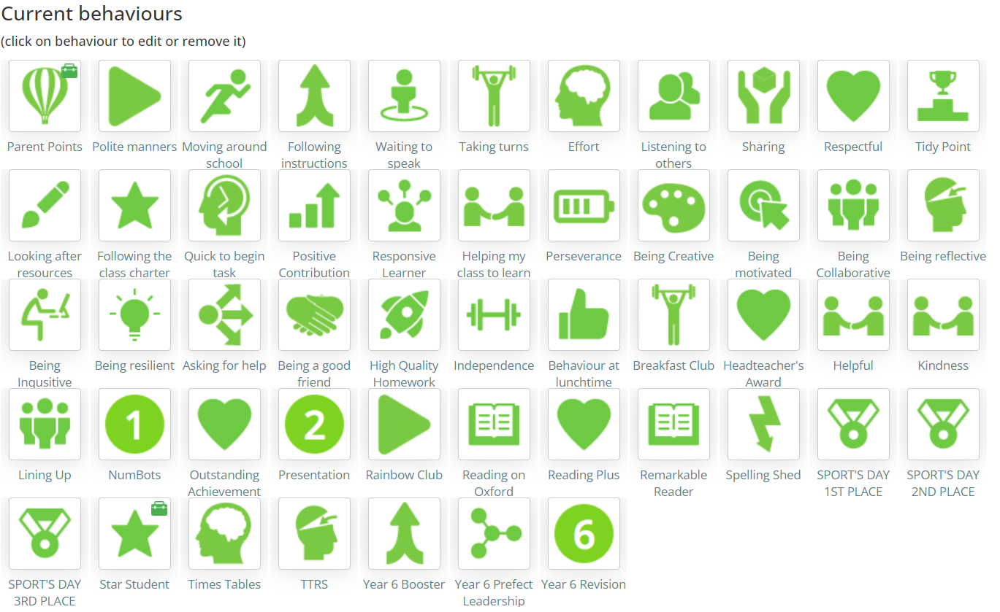 Current behaviours
(click on behaviour to edit or remove it)
Parent Points
Polite manners
Moving around
school
Following
instructions
Waiting to
speak
Taking turns
Effort
Listening to
others
Sharing
Respectful
Tidy Point
Looking after
resources
Following the
class charter
Quick to begin
task
Positive
Contribution
Responsive
Learner
Helping my
class to learn
Perseverance
Being Creative
Being
motivated
Being
Collaborative
Being reflective
Being
Inqusitive
Being resilient
Asking for help
Being a good
friend
High Quality
Homework
Independence
Behaviour at
lunchtime
Breakfast Club
Headteacher's
Award
Helpful
Kindness
Lining Up
1
NumBots
Outstanding
Achievement
2
Presentation
Rainbow Club
Reading on
Oxford
Reading Plus
Remarkable
Reader
Spelling Shed
SPORT'S DAY
1ST PLACE
SPORT'S DAY
2ND PLACE
SPORT'S DAY
3RD PLACE
Star Student
Times Tables
TTRS
Year 6 Booster
Year 6 Prefect
Leadership
6
Year 6 Revision